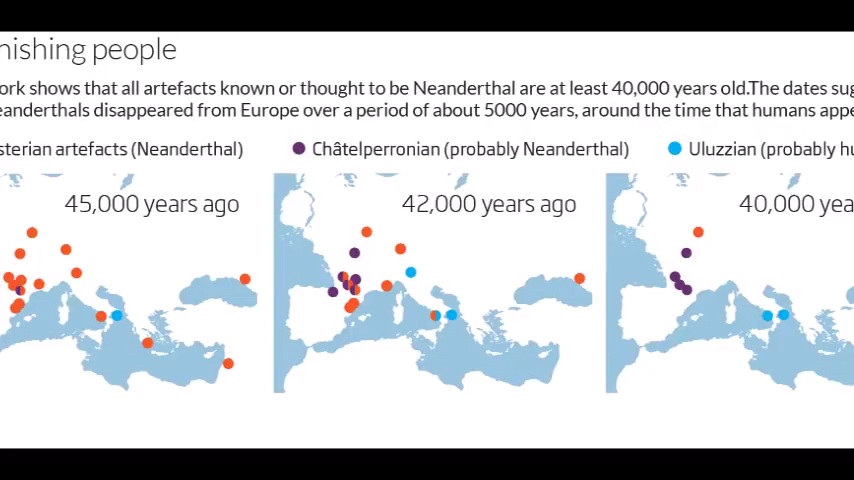 nishing people
ork shows that all artefacts known or thought to be Neanderthal are at least 40,000 years old.The dates sug
eanderthals disappeared from Europe over a period of about 5000 years, around the time that humans appe
sterian artefacts (Neanderthal) Châtelperronian (probably Neanderthal) Uluzzian (probably hu
45,000 years ago 42,000 years ago 40,000 yea